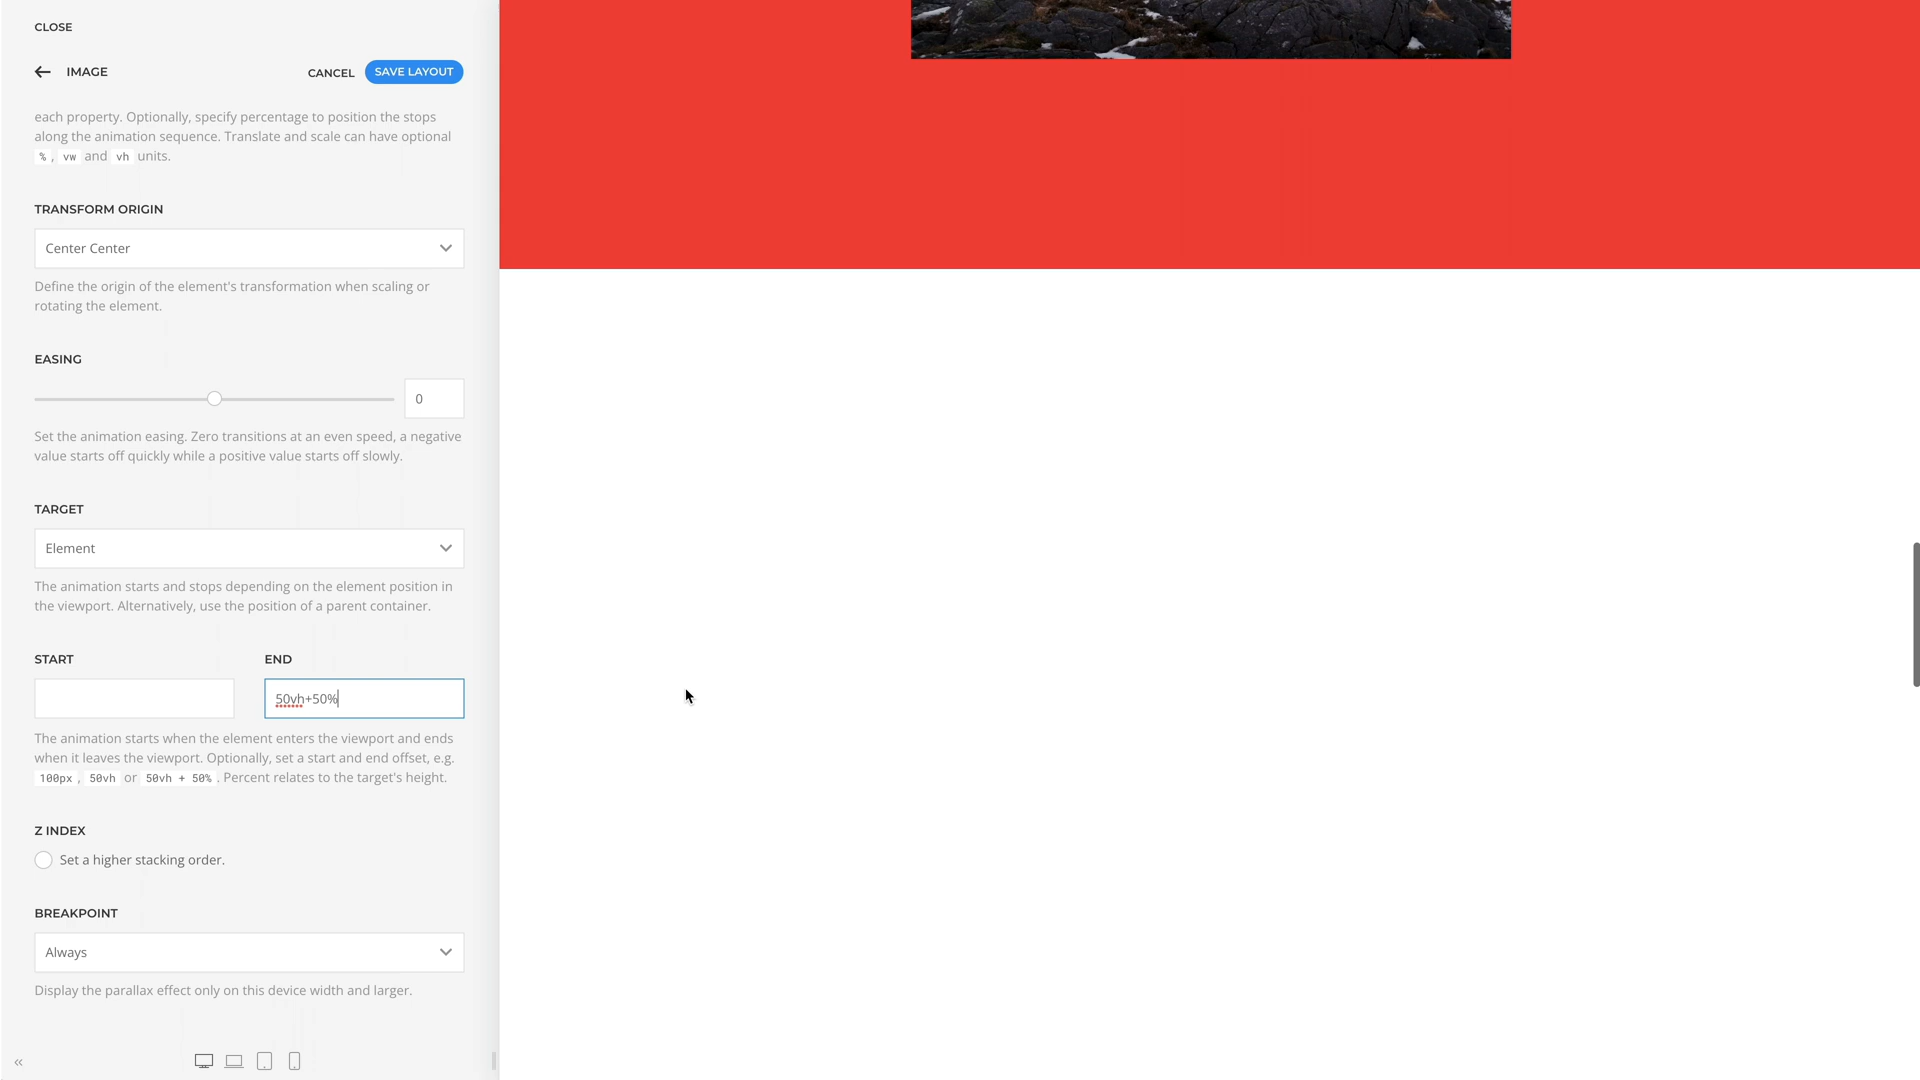 CLOSE
IMAGE
CANCEL
SAVE LAYOUT
each property. Optionally, specify percentage to position the stops
along the animation sequence. Translate and scale can have optional
% , vw and vh units.
TRANSFORM ORIGIN
Center Center
Define the origin of the element's transformation when scaling or
rotating the element.
EASING
0
Set the animation easing. Zero transitions at an even speed, a negative
value starts off quickly while a positive value starts off slowly.
TARGET
Element
The animation starts and stops depending on the element position in
the viewport. Alternatively, use the position of a parent container.
START
END
50vh+50%
The animation starts when the element enters the viewport and ends
when it leaves the viewport. Optionally, set a start and end offset, e.g.
100px , 50vh or 50vh + 50% . Percent relates to the target's height.
Z INDEX
Set a higher stacking order.
BREAKPOINT
Always
Display the parallax effect only on this device width and larger.